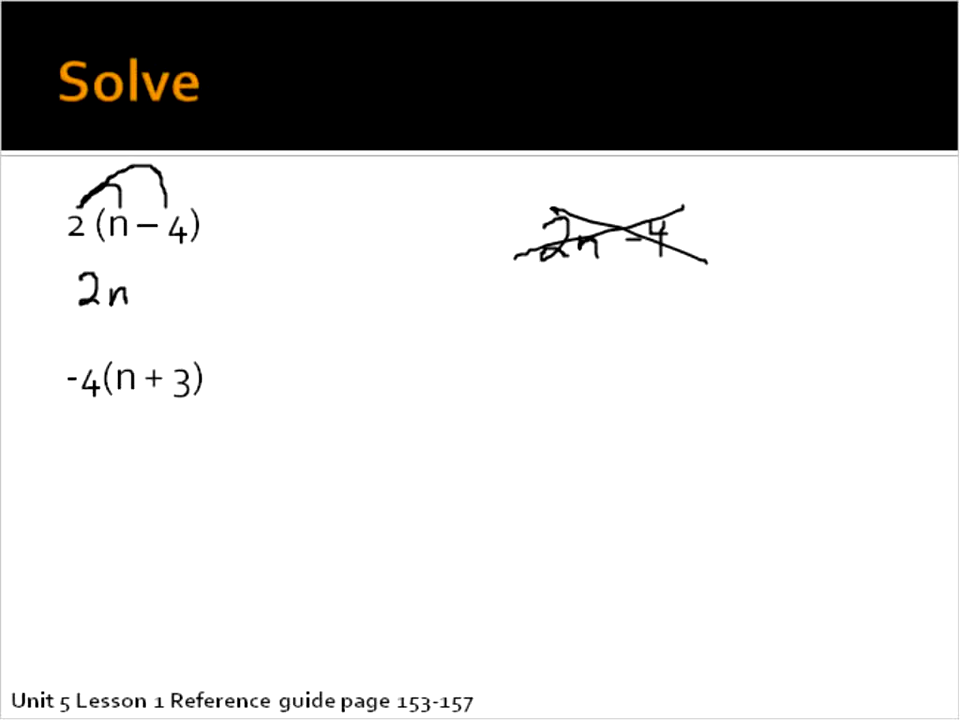 Solve
2 (n – 4)
2n - 4
2n
-4(n + 3)
Unit 5 Lesson 1 Reference guide page 153-157